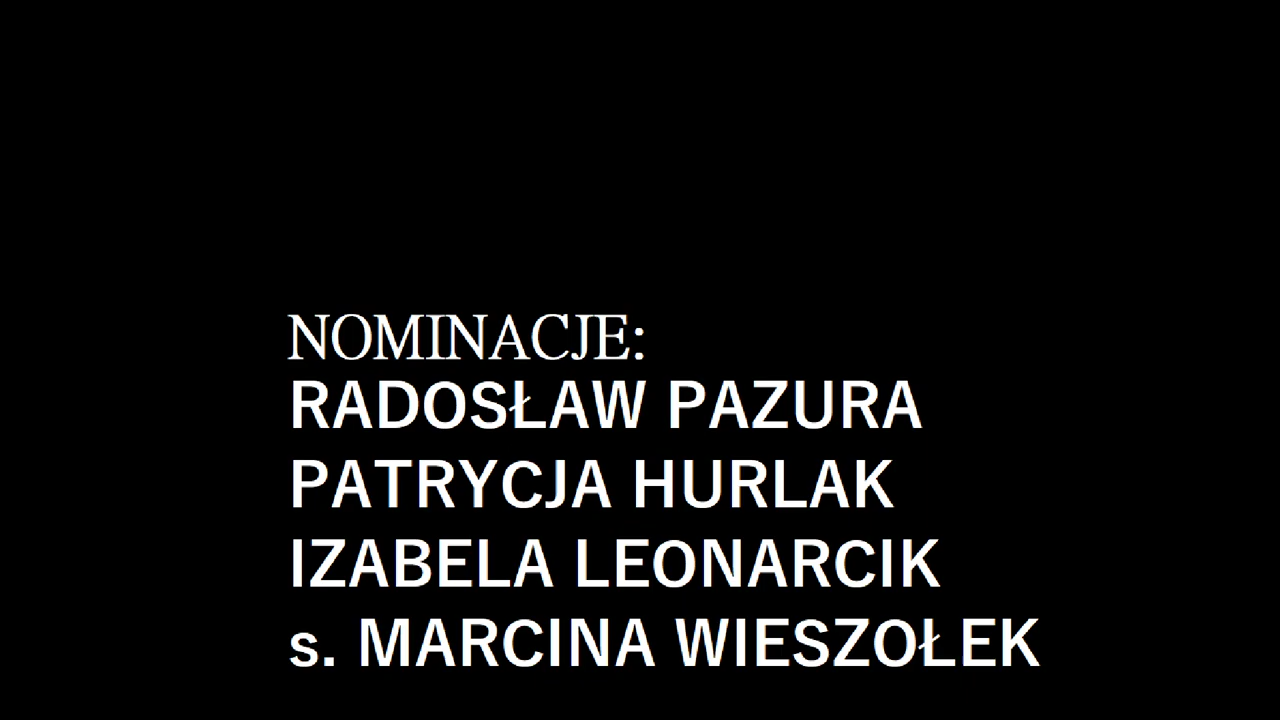 NOMINACJE:
RADOSŁAW PAZURA
PATRYCJA HURLAK
IZABELA LEONARCIK
s. MARCINA WIESZOŁEK